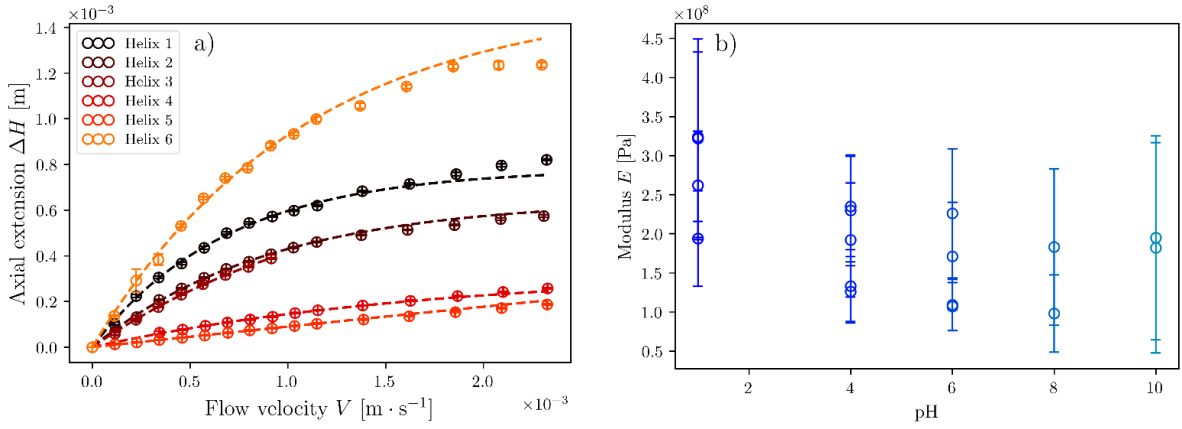 ×10⁻³
a)
Helix 1
Helix 2
Helix 3
Helix 4
Helix 5
Helix 6
Axial extension ΔH [m]
1.4
1.2
1.0
0.8
0.6
0.4
0.2
0.0
0.0 0.5 1.0 1.5 2.0
×10⁻³
Flow velocity V [m · s⁻¹]
×10⁸
b)
Modulus E [Pa]
4.5
4.0
3.5
3.0
2.5
2.0
1.5
1.0
0.5
2 4 6 8 10
pH